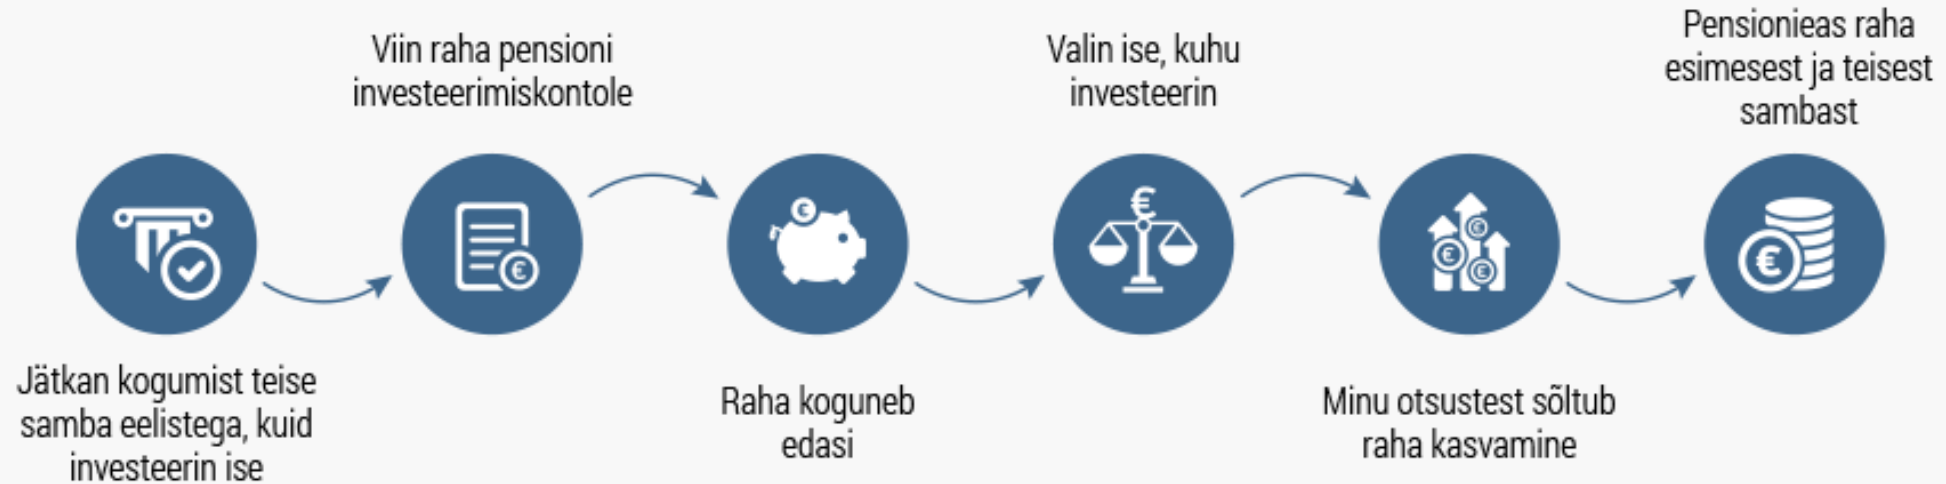 Jätkan kogumist teise
samba eelistega, kuid
investeerin ise
Viin raha pensioni
investeerimiskontole
Raha koguneb
edasi
Valin ise, kuhu
investeerin
Minu otsustest sõltub
raha kasvamine
Pensionieas raha
esimesest ja teisest
sambast